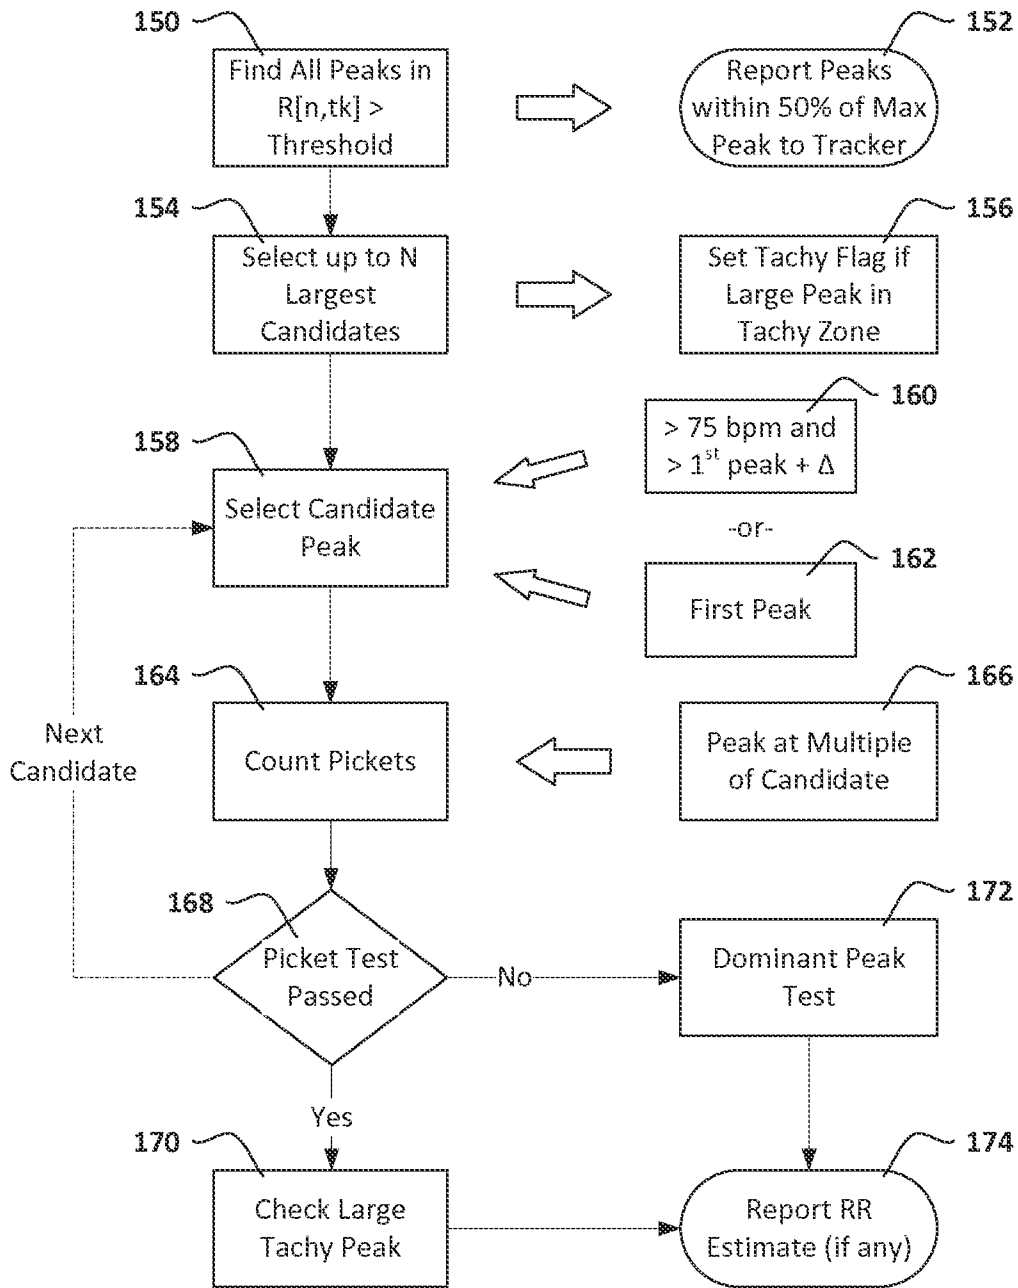 150
Find All Peaks in
R[n,tk] >
Threshold
152
Report Peaks
within 50% of Max
Peak to Tracker
154
Select up to N
Largest
Candidates
156
Set Tachy Flag if
Large Peak in
Tachy Zone
158
Select Candidate
Peak
160
> 75 bpm and
> 1st peak + Δ
-or-
162
First Peak
164
Count Pickets
166
Peak at Multiple
of Candidate
Next
Candidate
168
Picket Test
Passed
No
172
Dominant Peak
Test
Yes
170
Check Large
Tachy Peak
174
Report RR
Estimate (if any)